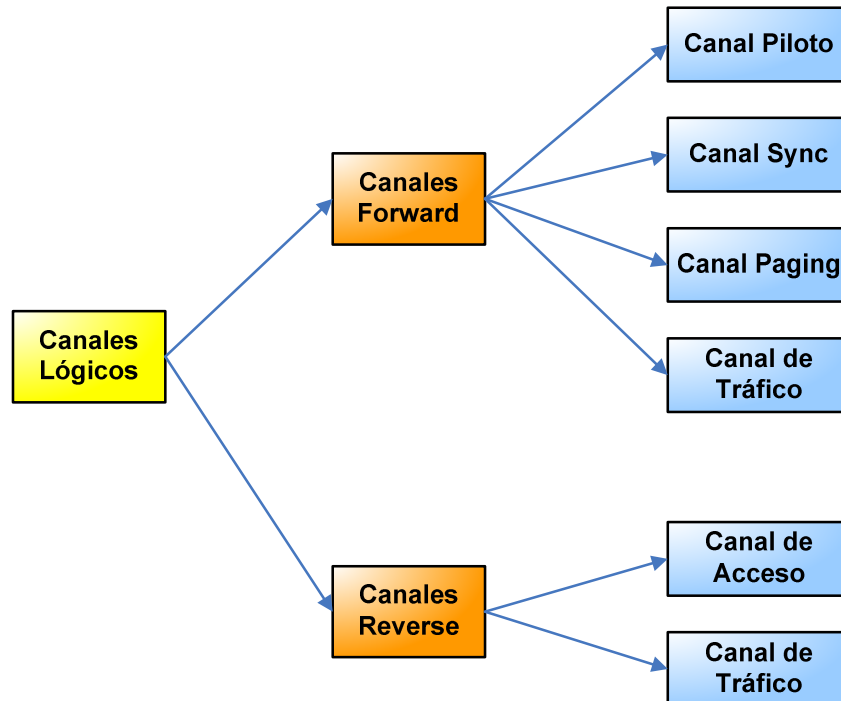 Canal Piloto
Canal Sync
Canales
Forward
Canal Paging
Canales
Lógicos
Canal de
Tráfico
Canal de
Acceso
Canales
Reverse
Canal de
Tráfico